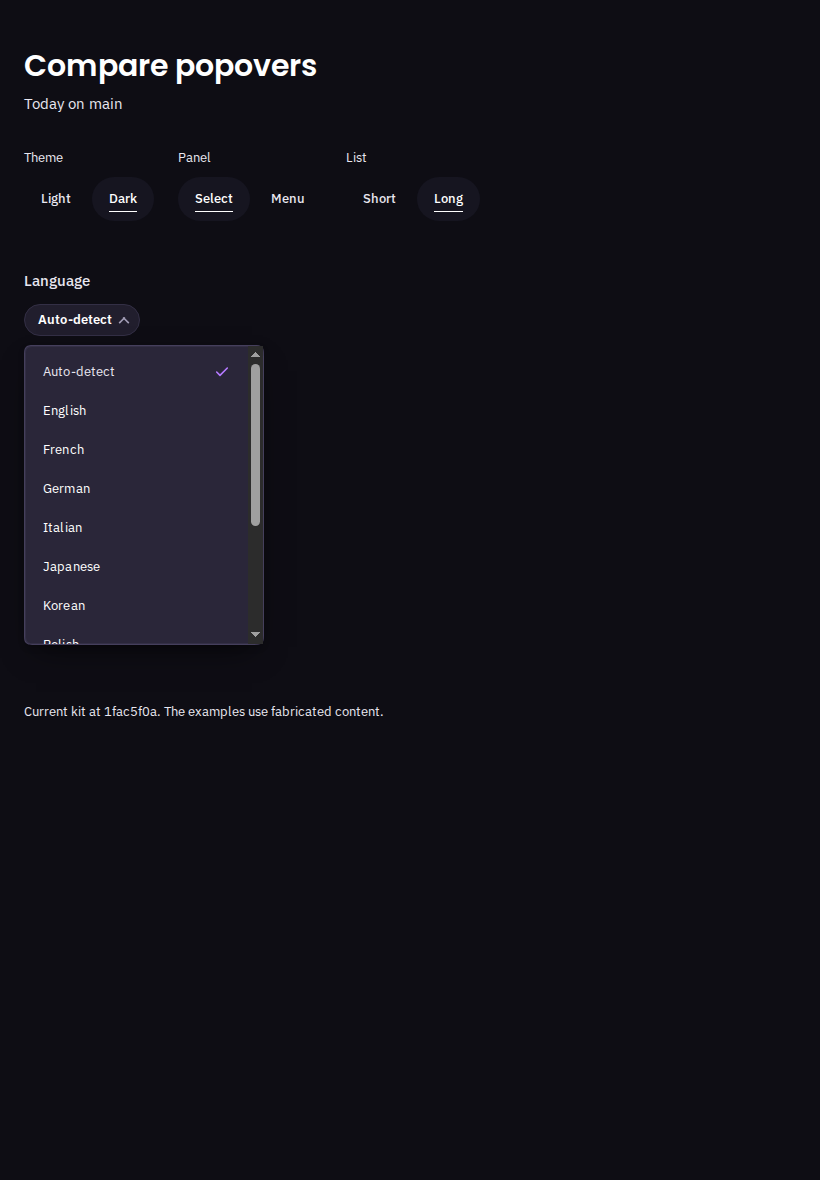 Compare popovers
Today on main
Theme
Panel
List
Light
Dark
Select
Menu
Short
Long
Language
Auto-detect
Auto-detect
English
French
German
Italian
Japanese
Korean
Polish
Current kit at 1fac5f0a. The examples use fabricated content.